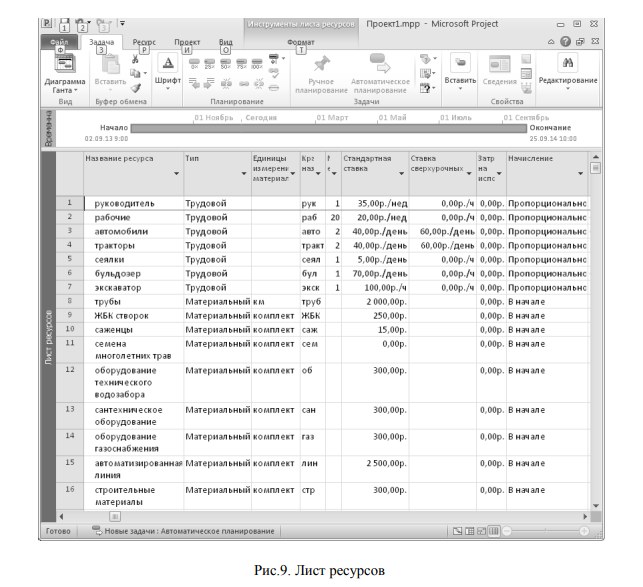 Инструменты листа ресурсов Проект1.mpp - Microsoft Project
Файл Задача Ресурс Проект Вид Формат
Диаграмма Ганта Вставить Шрифт Ручное планирование Автоматическое планирование Вставить Сведения Редактирование
Вид Буфер обмена Планирование Задачи Свойства
01 Ноябрь Сегодня 01 Март 01 Май 01 Июль 01 Сентябрь
Начало Окончание
02.09.13 9:00 25.09.14 10:00
Название ресурса Тип Единицы измерени материал Крт наз Стандартная ставка Ставка сверхурочных Затр на испс Начисление
1 руководитель Трудовой рук 1 35,00р./нед 0,00р./ч 0,00р. Пропорционально
2 рабочие Трудовой раб 20 20,00р./нед 0,00р./ч 0,00р. Пропорционально
3 автомобили Трудовой авто 2 40,00р./день 60,00р./день 0,00р. Пропорционально
4 тракторы Трудовой тракт 2 40,00р./день 60,00р./день 0,00р. Пропорционально
5 сеялки Трудовой сеял 1 5,00р./день 0,00р./ч 0,00р. Пропорционально
6 бульдозер Трудовой бул 1 70,00р./день 0,00р./ч 0,00р. Пропорционально
7 экскаватор Трудовой экск 1 100,00р./ч 0,00р./ч 0,00р. Пропорционально
8 трубы Материальный км труб 2 000,00р. 0,00р. В начале
9 ЖБК створок Материальный комплект ЖБК 250,00р. 0,00р. В начале
10 саженцы Материальный комплект саж 15,00р. 0,00р. В начале
11 семена многолетних трав Материальный комплект сем 0,00р. 0,00р. В начале
12 оборудование технического водозабора Материальный комплект об 300,00р. 0,00р. В начале
13 сантехническое оборудование Материальный комплект сан 300,00р. 0,00р. В начале
14 оборудование газоснабжения Материальный комплект газ 300,00р. 0,00р. В начале
15 автоматизированная линия Материальный комплект лин 2 500,00р. 0,00р. В начале
16 строительные материалы Материальный комплект стр 300,00р. 0,00р. В начале
Лист ресурсов
Готово Новые задачи : Автоматическое планирование
Рис.9. Лист ресурсов